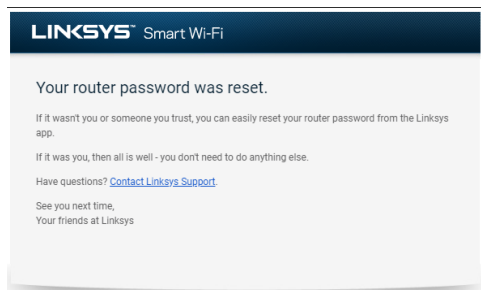 LINKSYS™ Smart Wi-Fi
Your router password was reset.
If it wasn't you or someone you trust, you can easily reset your router password from the Linksys
app.
If it was you, then all is well - you don't need to do anything else.
Have questions? Contact Linksys Support.
See you next time,
Your friends at Linksys